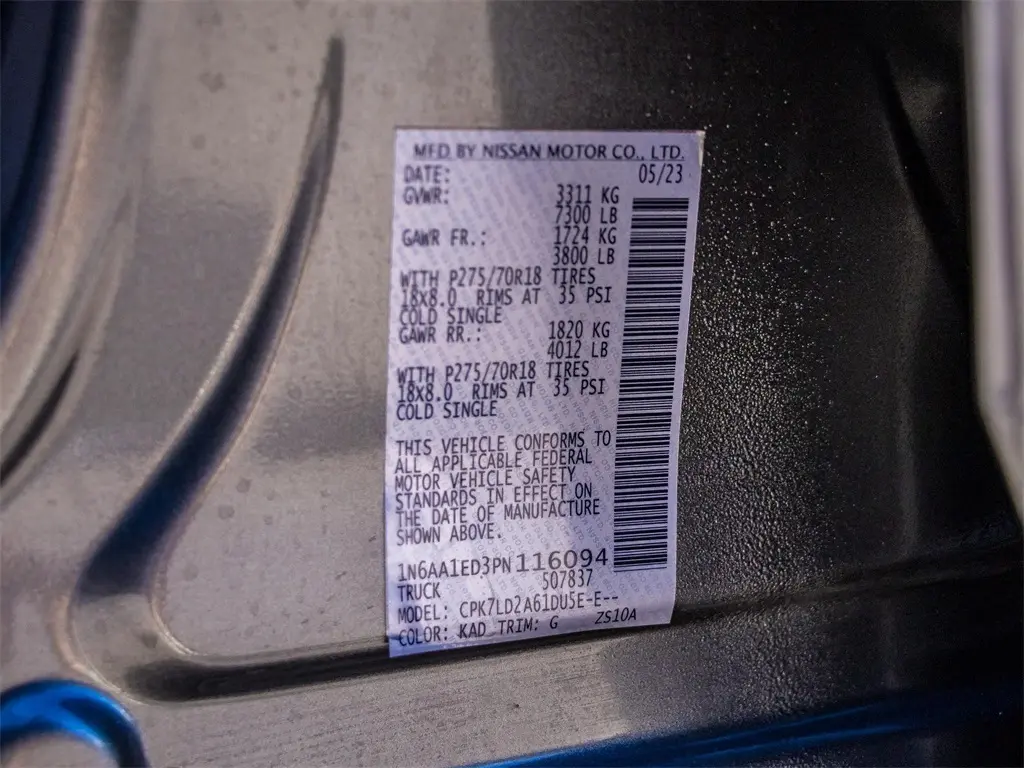 MFD BY NISSAN MOTOR CO., LTD.
DATE: 05/23
GVWR: 3311 KG
7300 LB
GAWR FR.: 1724 KG
3800 LB
WITH P275/70R18 TIRES
18X8.0 RIMS AT 35 PSI
COLD SINGLE
GAWR RR.: 1820 KG
4012 LB
WITH P275/70R18 TIRES
18X8.0 RIMS AT 35 PSI
COLD SINGLE
THIS VEHICLE CONFORMS TO
ALL APPLICABLE FEDERAL
MOTOR VEHICLE SAFETY
STANDARDS IN EFFECT ON
THE DATE OF MANUFACTURE
SHOWN ABOVE.
1N6AA1ED3PN116094
TRUCK 507837
MODEL: CPK7LD2A61DU5E-E--
COLOR: KAD TRIM: G ZS10A